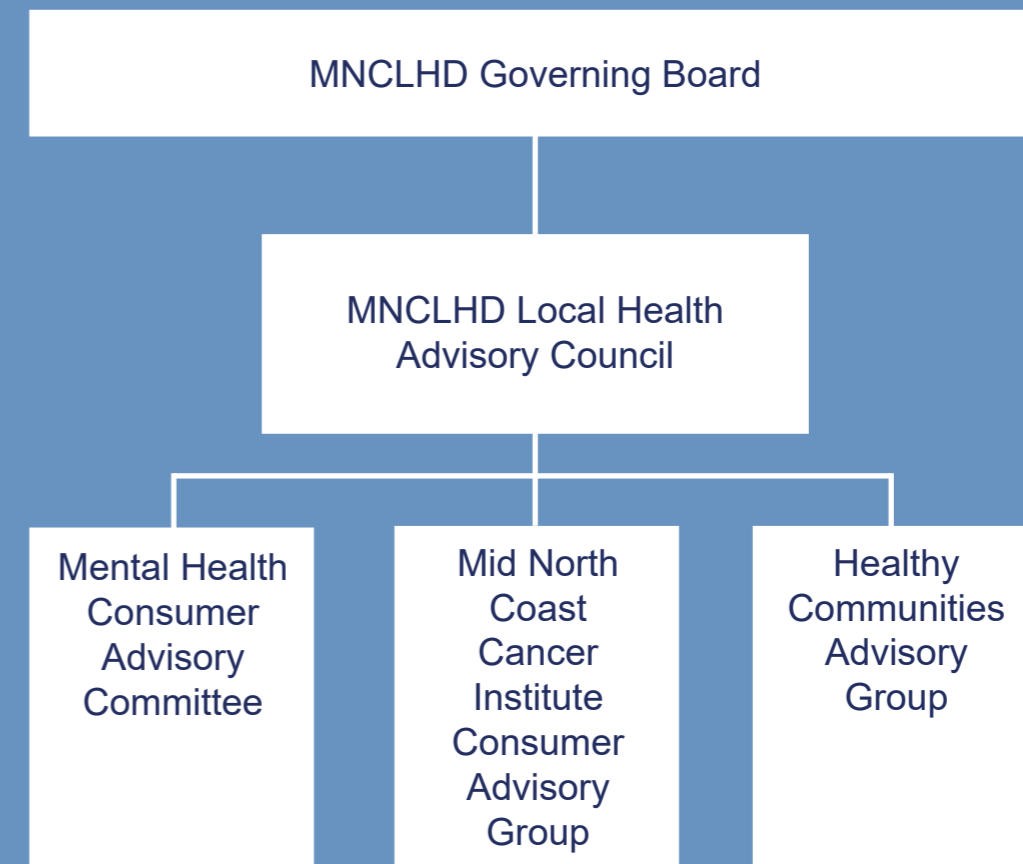 MNCLHD Governing Board
MNCLHD Local Health
Advisory Council
Mental Health
Consumer
Advisory
Committee
Mid North
Coast
Cancer
Institute
Consumer
Advisory
Group
Healthy
Communities
Advisory
Group